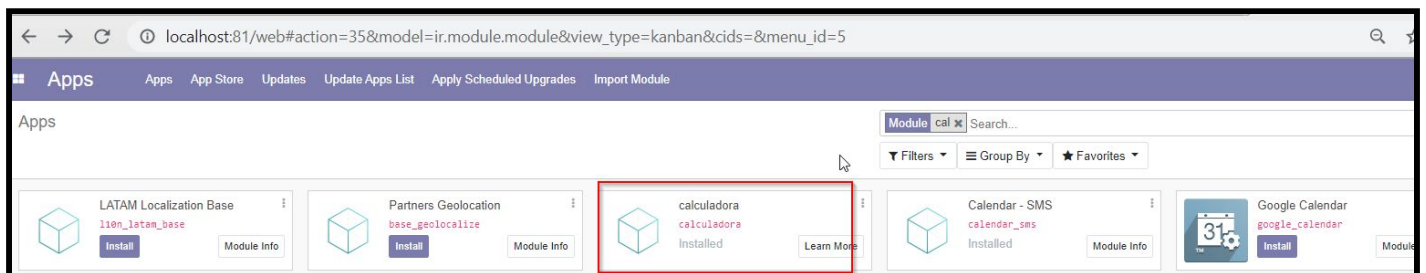 localhost:81/web#action=35&model=ir.module.module&view_type=kanban&cids=&menu_id=5
Apps Apps App Store Updates Update Apps List Apply Scheduled Upgrades Import Module
Apps
Module cal Search...
Filters Group By Favorites
LATAM Localization Base
l10n_latam_base
Install Module Info
Partners Geolocation
base_geolocalize
Install Module Info
calculadora
calculadora
Installed Learn More
Calendar - SMS
calendar_sms
Installed Module Info
31
TM
Google Calendar
google_calendar
Install Module